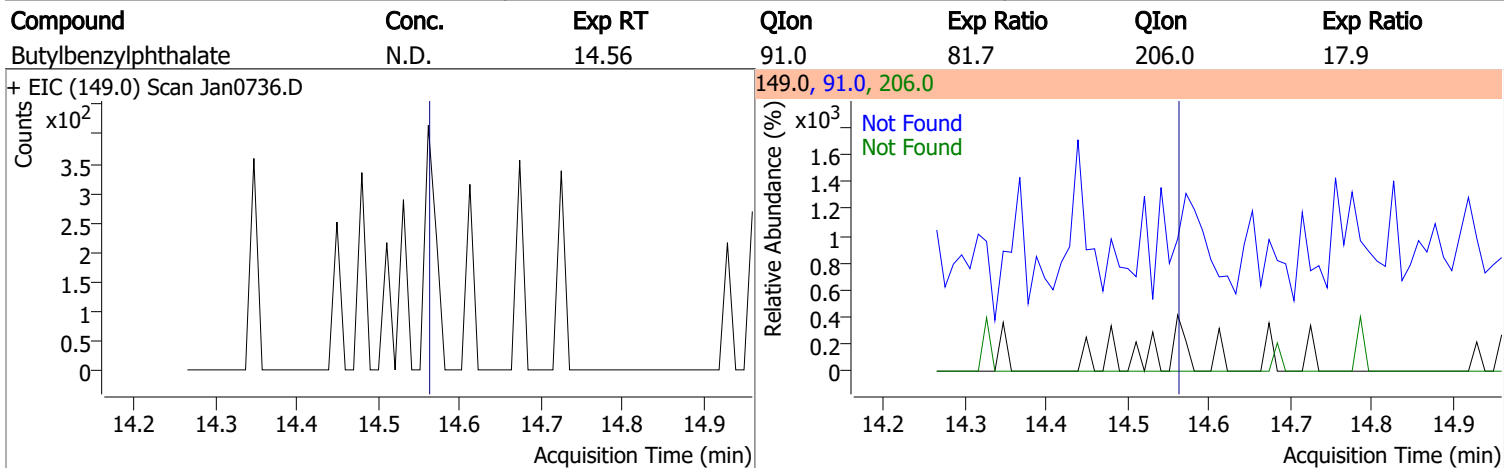 Compound Conc. Exp RT QIon Exp Ratio QIon Exp Ratio
Butylbenzylphthalate N.D. 14.56 91.0 81.7 206.0 17.9
+ EIC (149.0) Scan Jan0736.D
Counts
x10²
3.5
3
2.5
2
1.5
1
0.5
0
14.2 14.3 14.4 14.5 14.6 14.7 14.8 14.9
Acquisition Time (min)
149.0, 91.0, 206.0
Relative Abundance (%)
x10³
Not Found
Not Found
1.6
1.4
1.2
1
0.8
0.6
0.4
0.2
0
14.2 14.3 14.4 14.5 14.6 14.7 14.8 14.9
Acquisition Time (min)